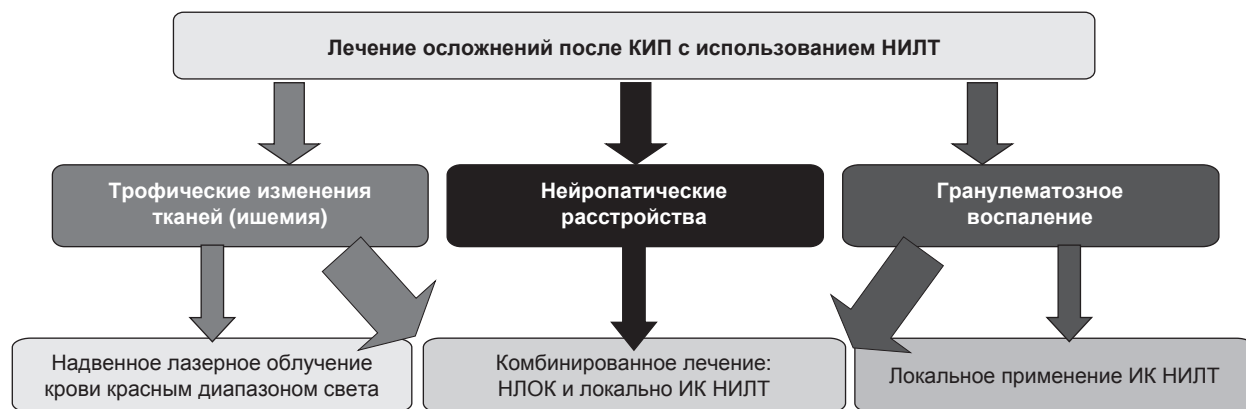 Лечение осложнений после КИП с использованием НИЛТ
Трофические изменения
тканей (ишемия)
Нейропатические
расстройства
Гранулематозное
воспаление
Надвенное лазерное облучение
крови красным диапазоном света
Комбинированное лечение:
НЛОК и локально ИК НИЛТ
Локальное применение ИК НИЛТ